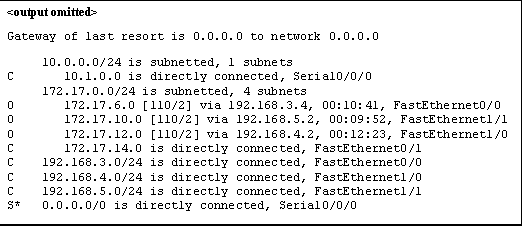 <output omitted>
Gateway of last resort is 0.0.0.0 to network 0.0.0.0
10.0.0.0/24 is subnetted, 1 subnets
C 10.1.0.0 is directly connected, Serial0/0/0
172.17.0.0/24 is subnetted, 4 subnets
O 172.17.6.0 [110/2] via 192.168.3.4, 00:10:41, FastEthernet0/0
O 172.17.10.0 [110/2] via 192.168.5.2, 00:09:52, FastEthernet1/1
O 172.17.12.0 [110/2] via 192.168.4.2, 00:12:23, FastEthernet1/0
C 172.17.14.0 is directly connected, FastEthernet0/1
C 192.168.3.0/24 is directly connected, FastEthernet0/0
C 192.168.4.0/24 is directly connected, FastEthernet1/0
C 192.168.5.0/24 is directly connected, FastEthernet1/1
S* 0.0.0.0/0 is directly connected, Serial0/0/0